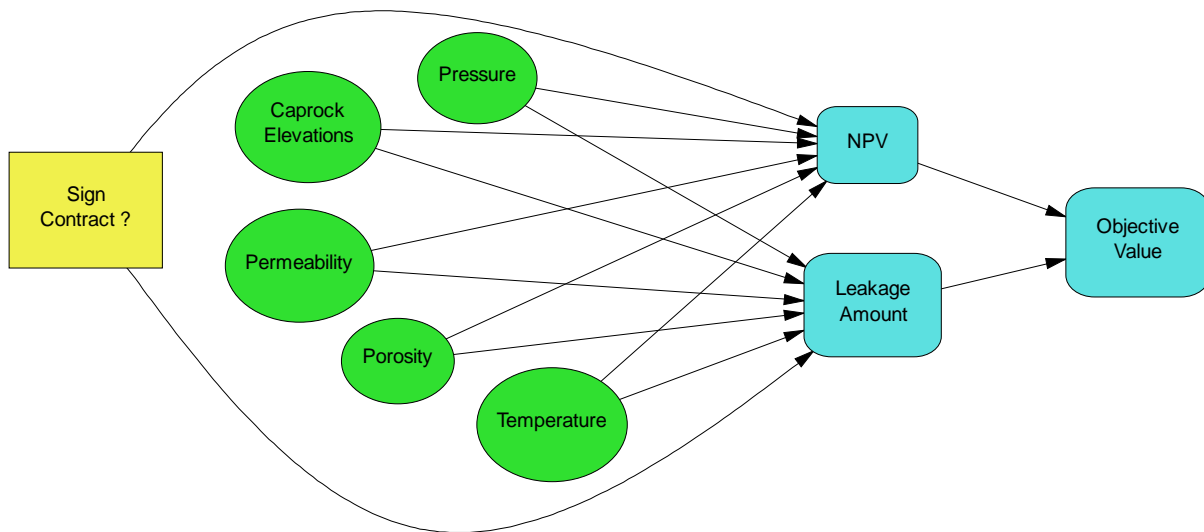 Pressure
Caprock
Elevations
NPV
Sign
Contract ?
Objective
Value
Permeability
Leakage
Amount
Porosity
Temperature